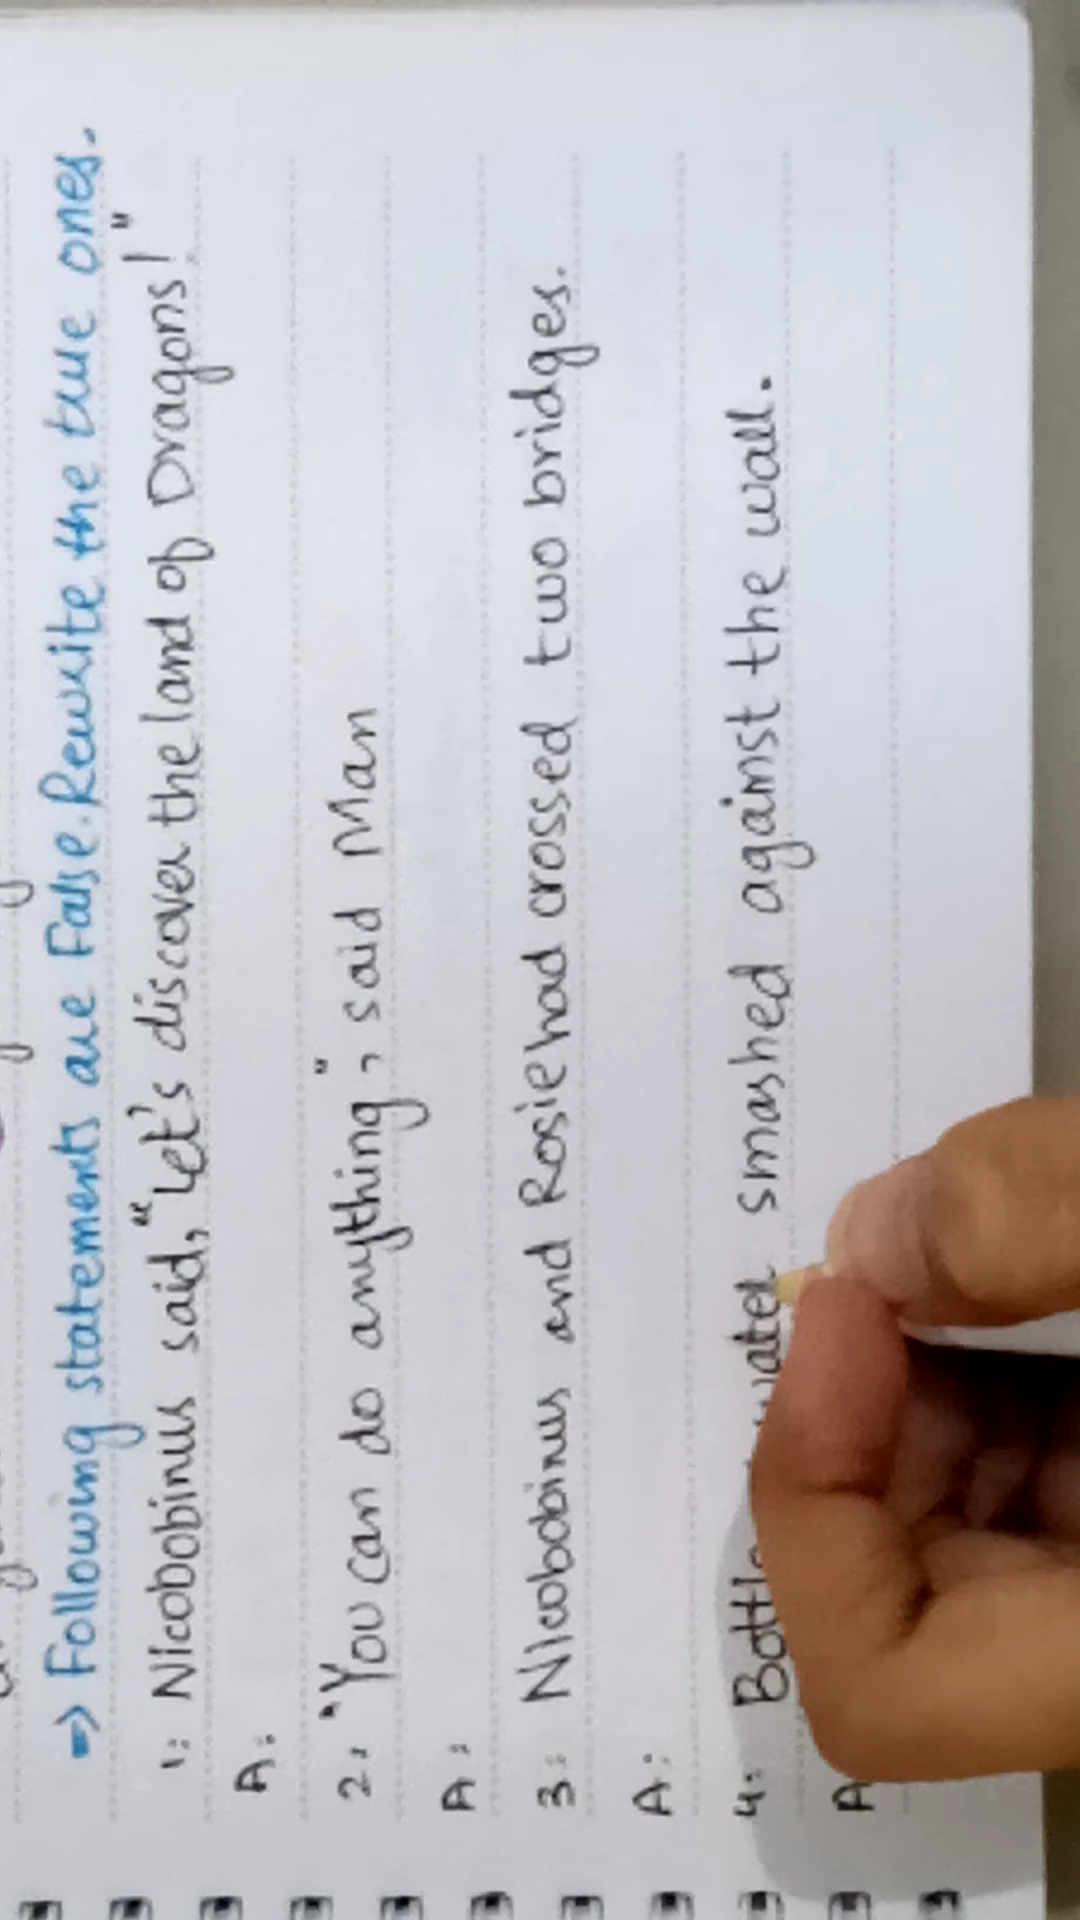 ⇒ Following statements are False. Rewrite the true ones.
1: Nicobobinus said, "Let's discover the land of Dragons!"
A:
2: "You can do anything", said Man
A:
3: Nicobobinus and Rosie had crossed two bridges.
A:
4: water smashed against the wall.
A